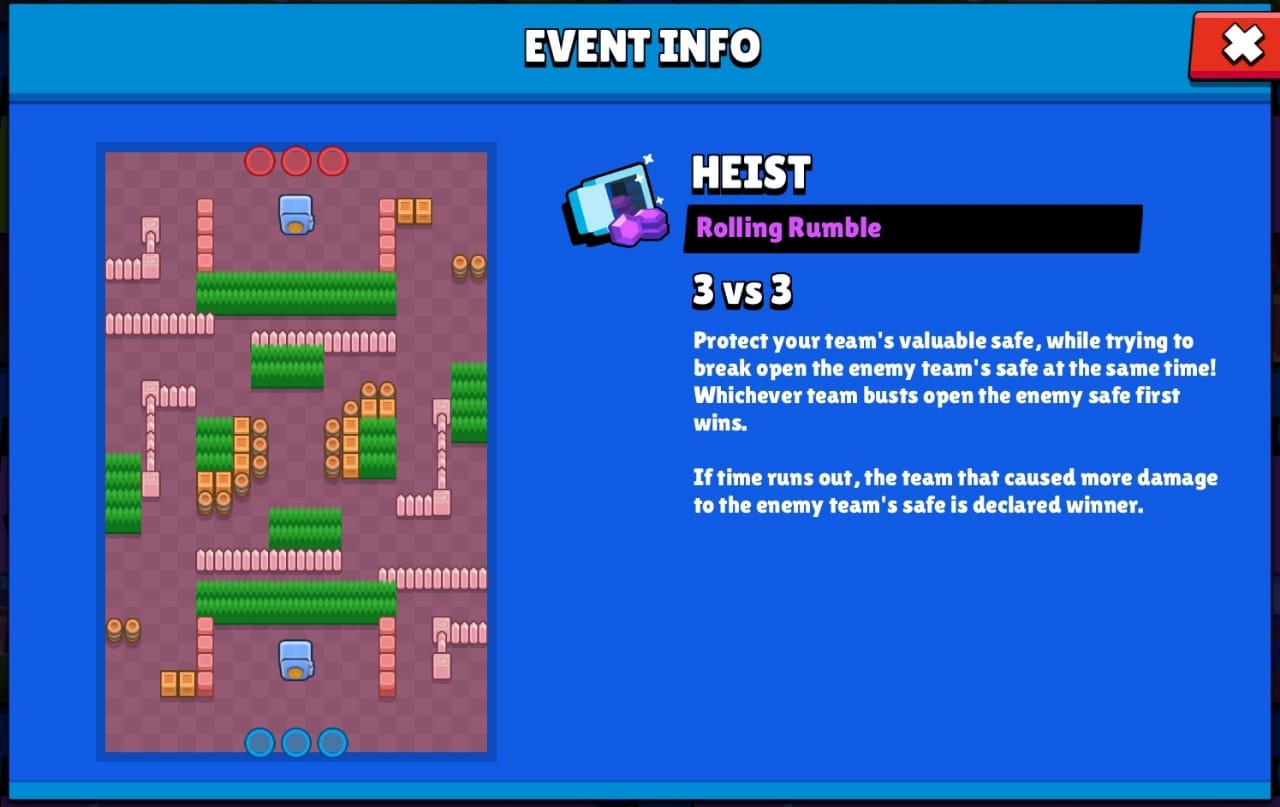 EVENT INFO
HEIST
Rolling Rumble
3 vs 3
Protect your team's valuable safe, while trying to
break open the enemy team's safe at the same time!
Whichever team busts open the enemy safe first
wins.
If time runs out, the team that caused more damage
to the enemy team's safe is declared winner.